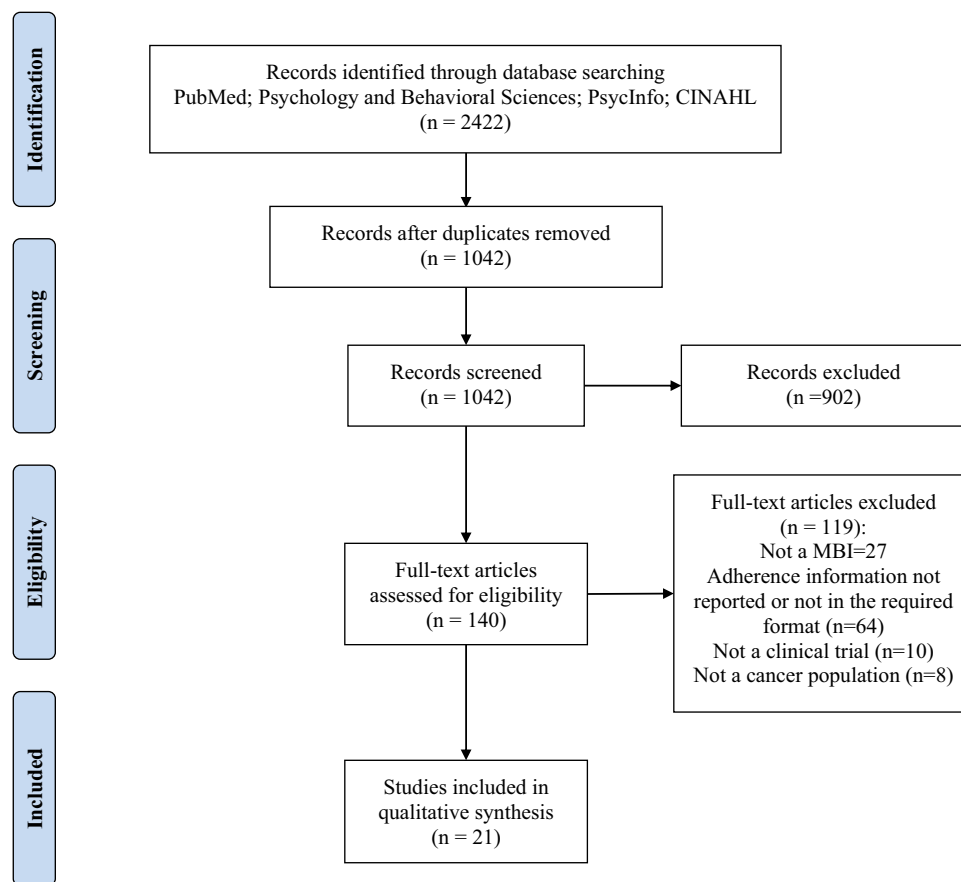 Identification
Records identified through database searching
PubMed; Psychology and Behavioral Sciences; PsycInfo; CINAHL
(n = 2422)
Records after duplicates removed
(n = 1042)
Screening
Records screened
(n = 1042)
Records excluded
(n =902)
Eligibility
Full-text articles
assessed for eligibility
(n = 140)
Full-text articles excluded
(n = 119):
Not a MBI=27
Adherence information not
reported or not in the required
format (n=64)
Not a clinical trial (n=10)
Not a cancer population (n=8)
Included
Studies included in
qualitative synthesis
(n = 21)